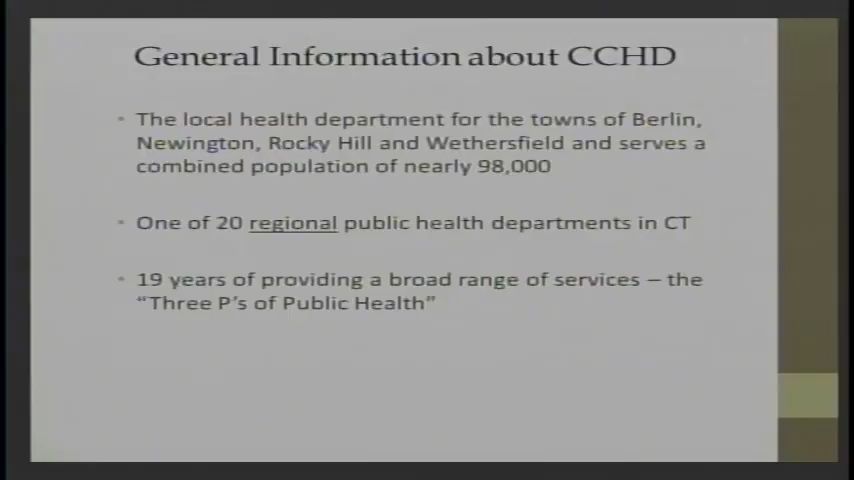 General Information about CCHD
• The local health department for the towns of Berlin,
Newington, Rocky Hill and Wethersfield and serves a
combined population of nearly 98,000
• One of 20 regional public health departments in CT
• 19 years of providing a broad range of services – the
“Three P’s of Public Health”